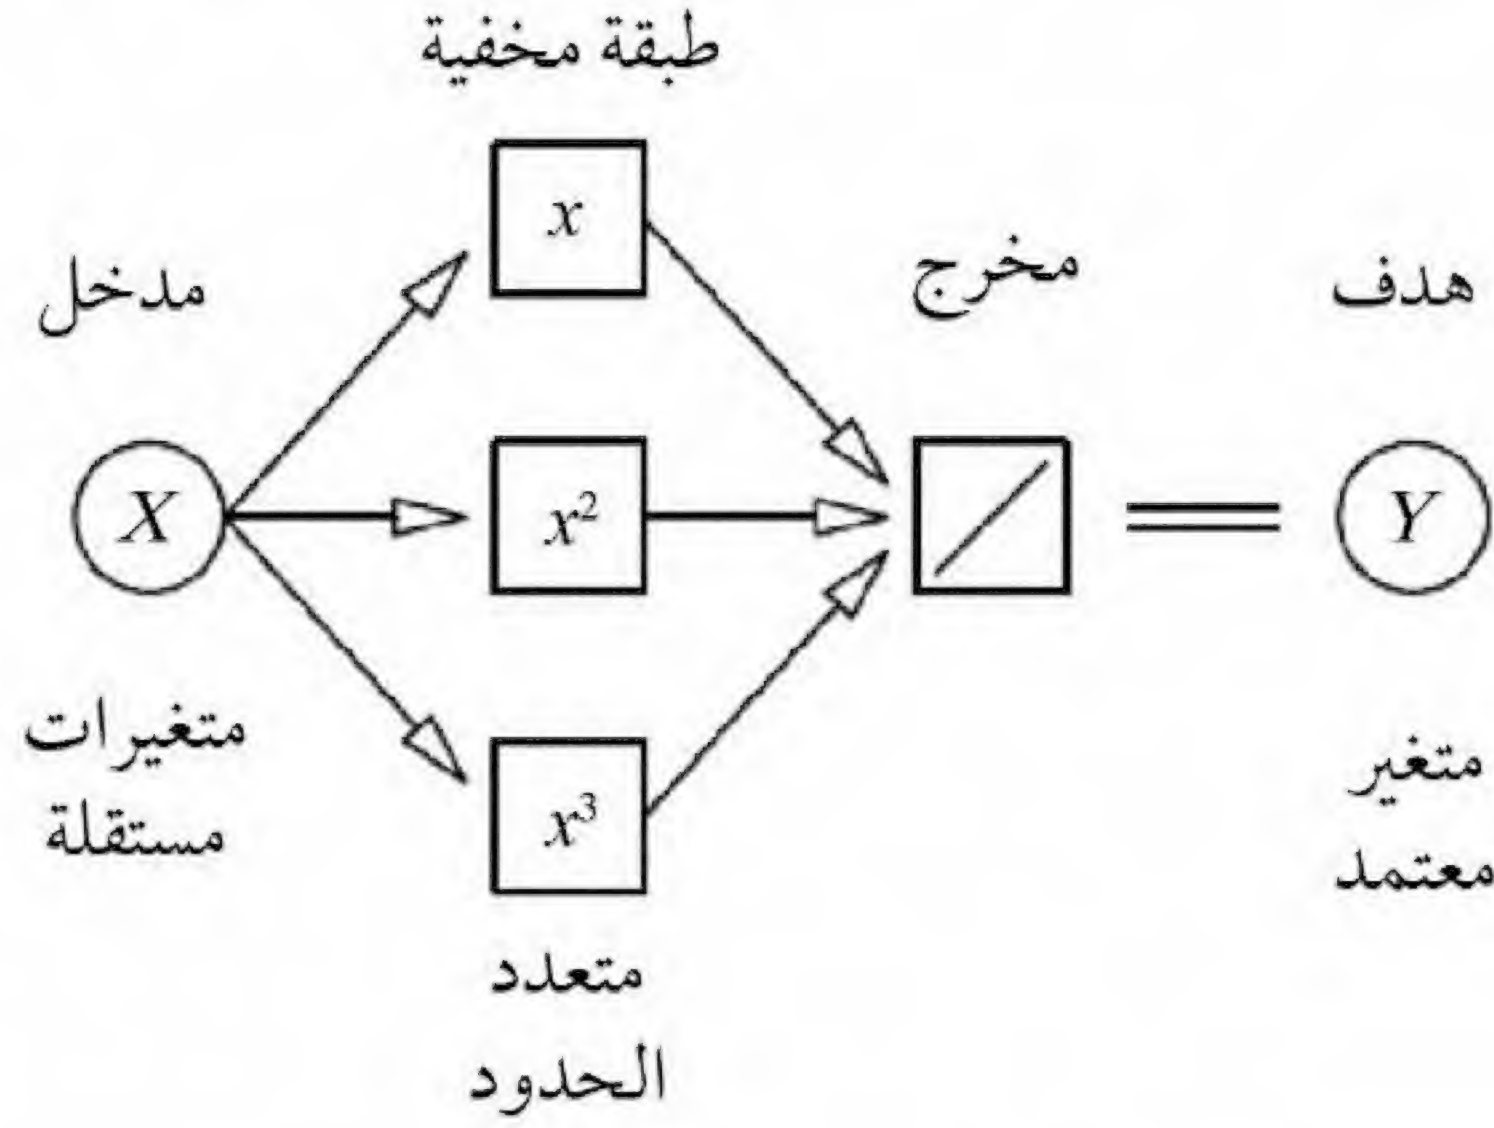 طبقة مخفية
x
مدخل
مخرج
هدف
X
x²
Y
متغيرات
مستقلة
x³
متغير
معتمد
متعدد
الحدود